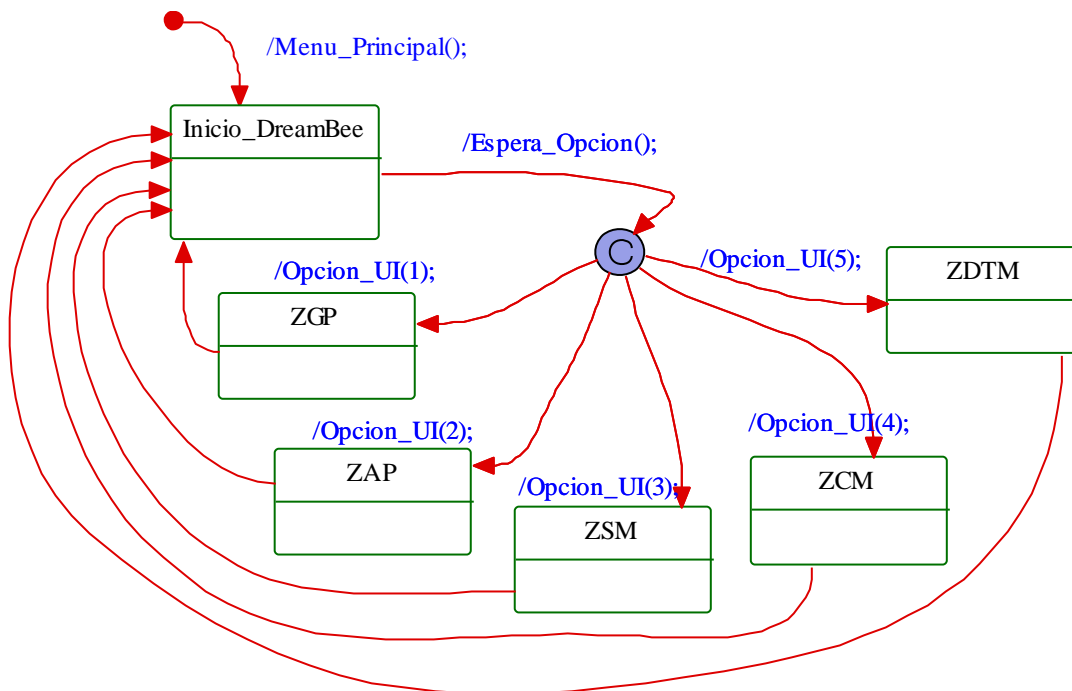 /Menu_Principal();
Inicio_DreamBee
/Espera_Opcion();
C
/Opcion_UI(5);
ZDTM
/Opcion_UI(1);
ZGP
/Opcion_UI(2);
ZAP
/Opcion_UI(4);
ZCM
/Opcion_UI(3);
ZSM